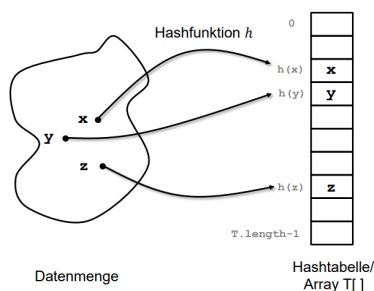 0
Hashfunktion h
h(x) x
x
h(y) y
y
z
h(z) z
T.length-1
Datenmenge
Hashtabelle/
Array T[ ]